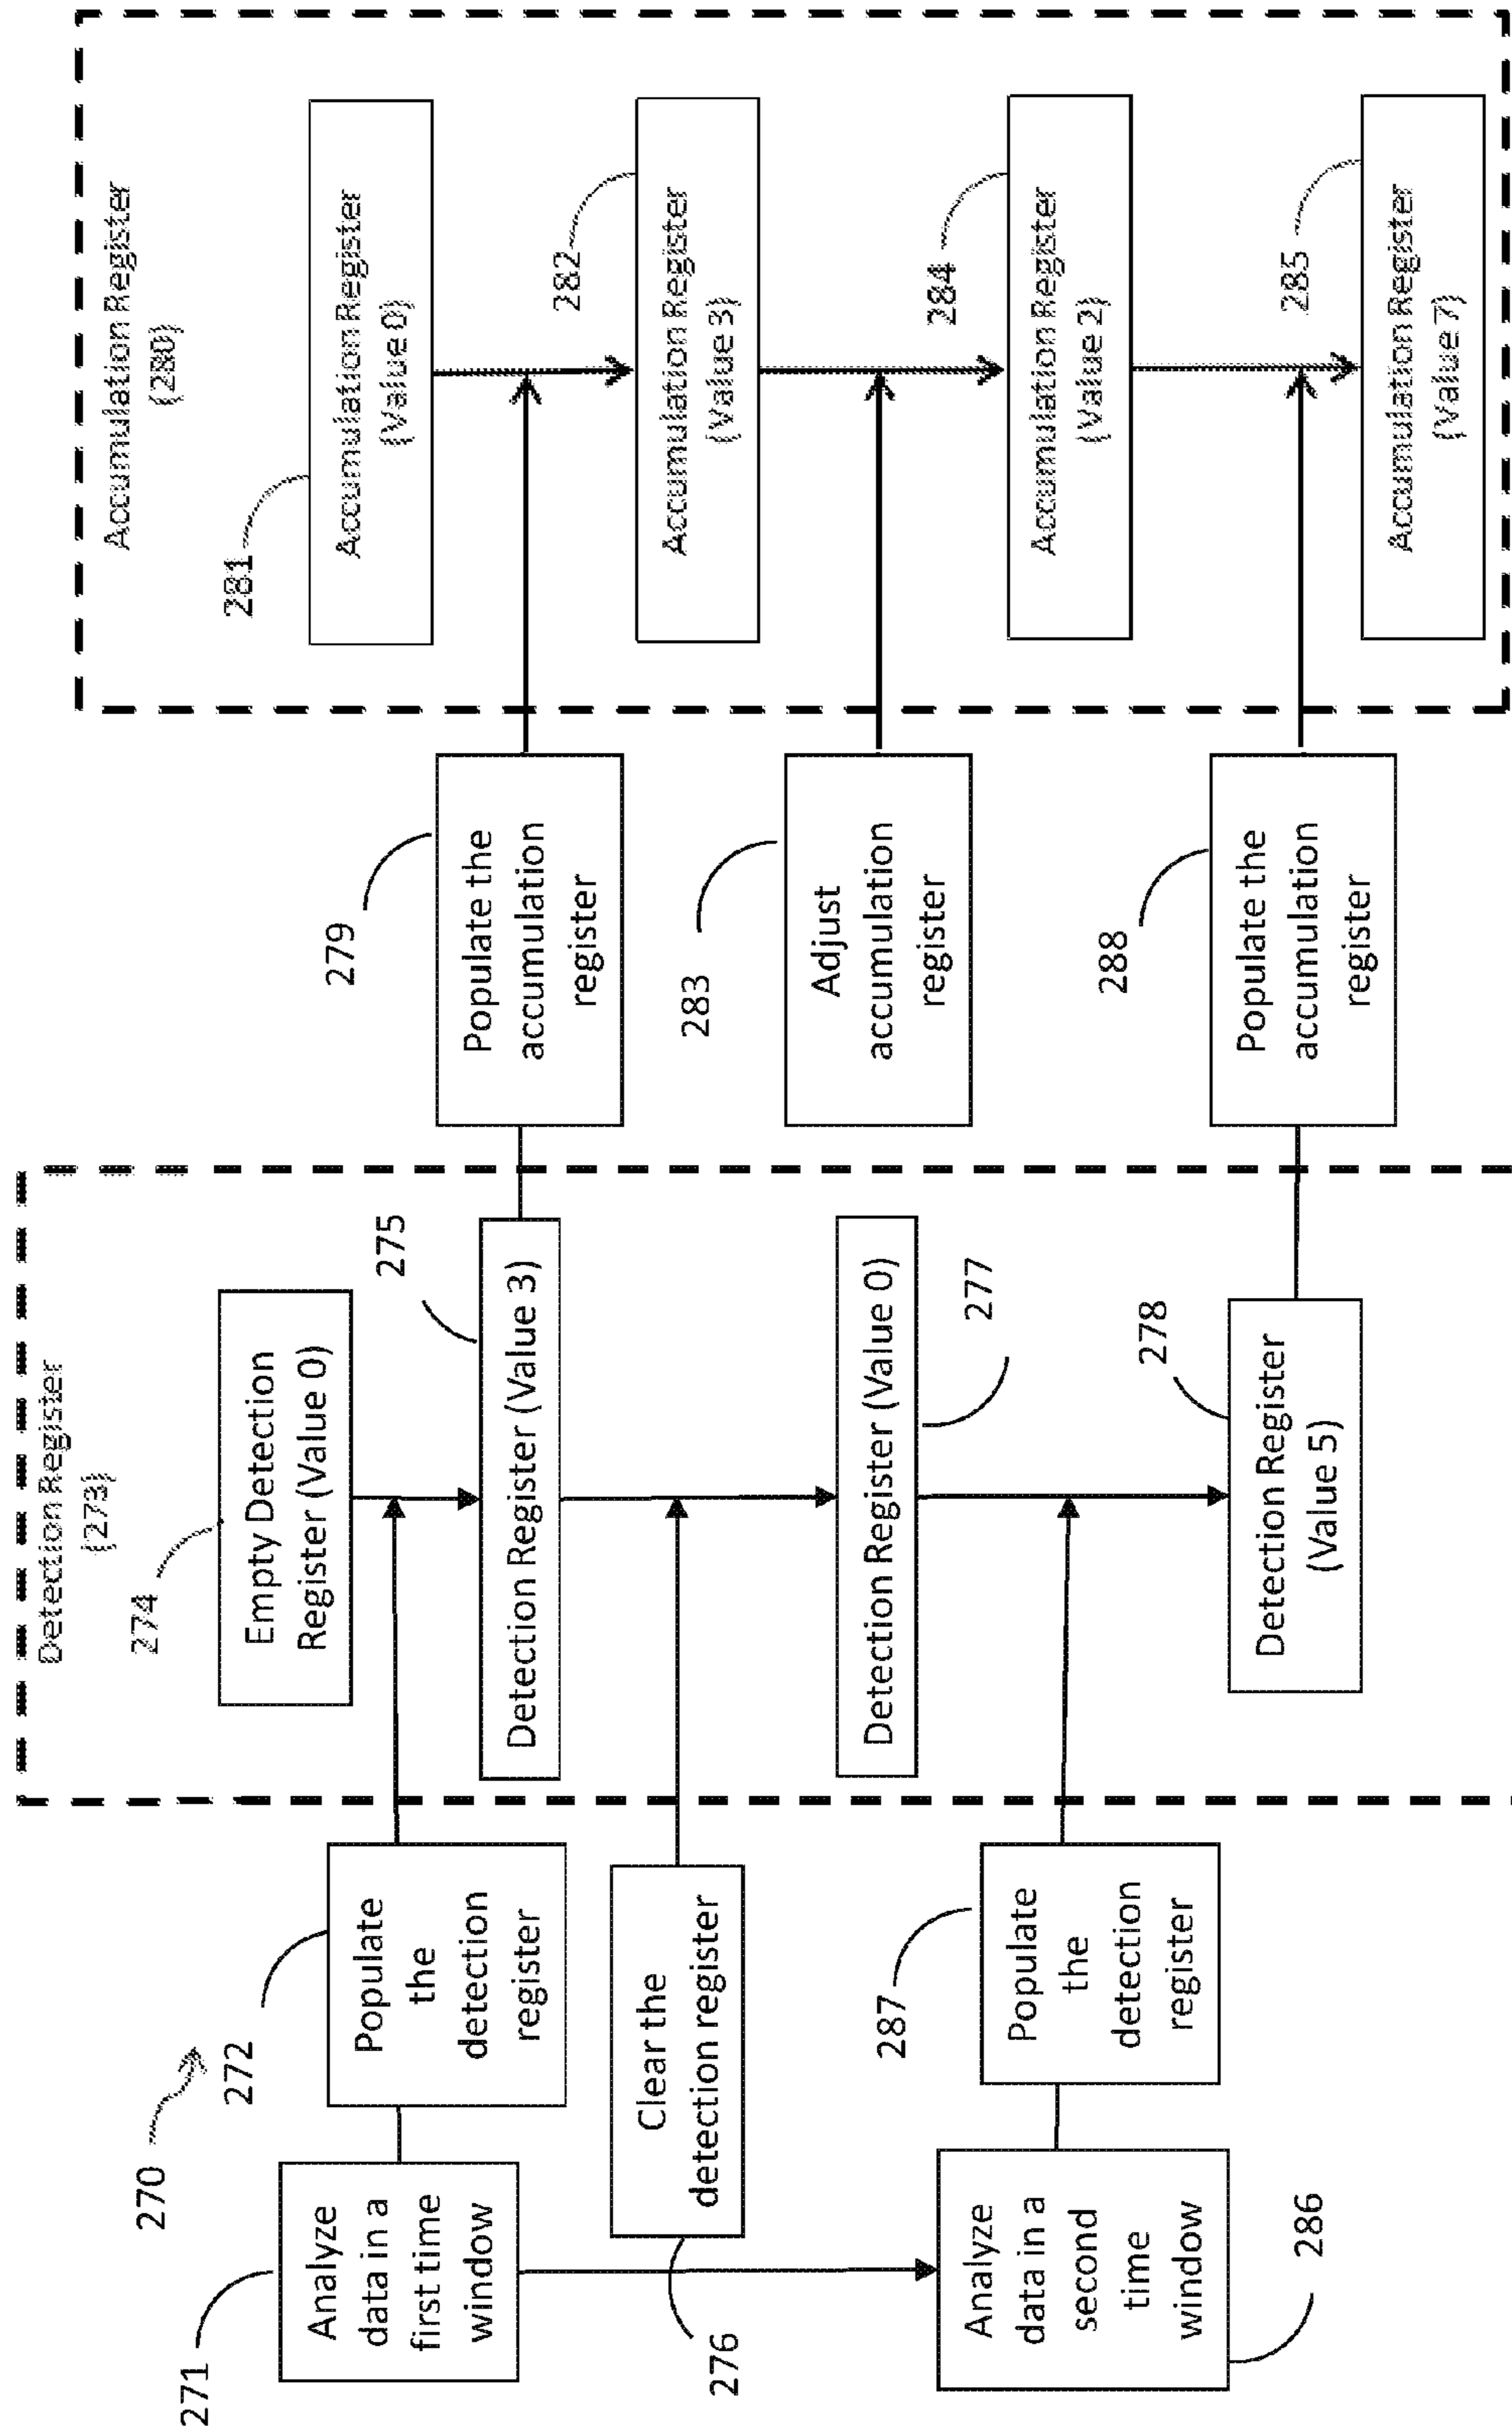 270
271
Analyze
data in a
first time
window
272
Populate
the
detection
register
276
Clear the
detection register
286
Analyze
data in a
second
time
window
287
Populate
the
detection
register
Detection Register
(273)
274
Empty Detection
Register (Value 0)
275
Detection Register (Value 3)
277
Detection Register (Value 0)
278
Detection Register
(Value 5)
279
Populate the
accumulation
register
283
Adjust
accumulation
register
288
Populate the
accumulation
register
Accumulation Register
(280)
281
Accumulation Register
(Value 0)
282
Accumulation Register
(Value 3)
284
Accumulation Register
(Value 2)
285
Accumulation Register
(Value 7)